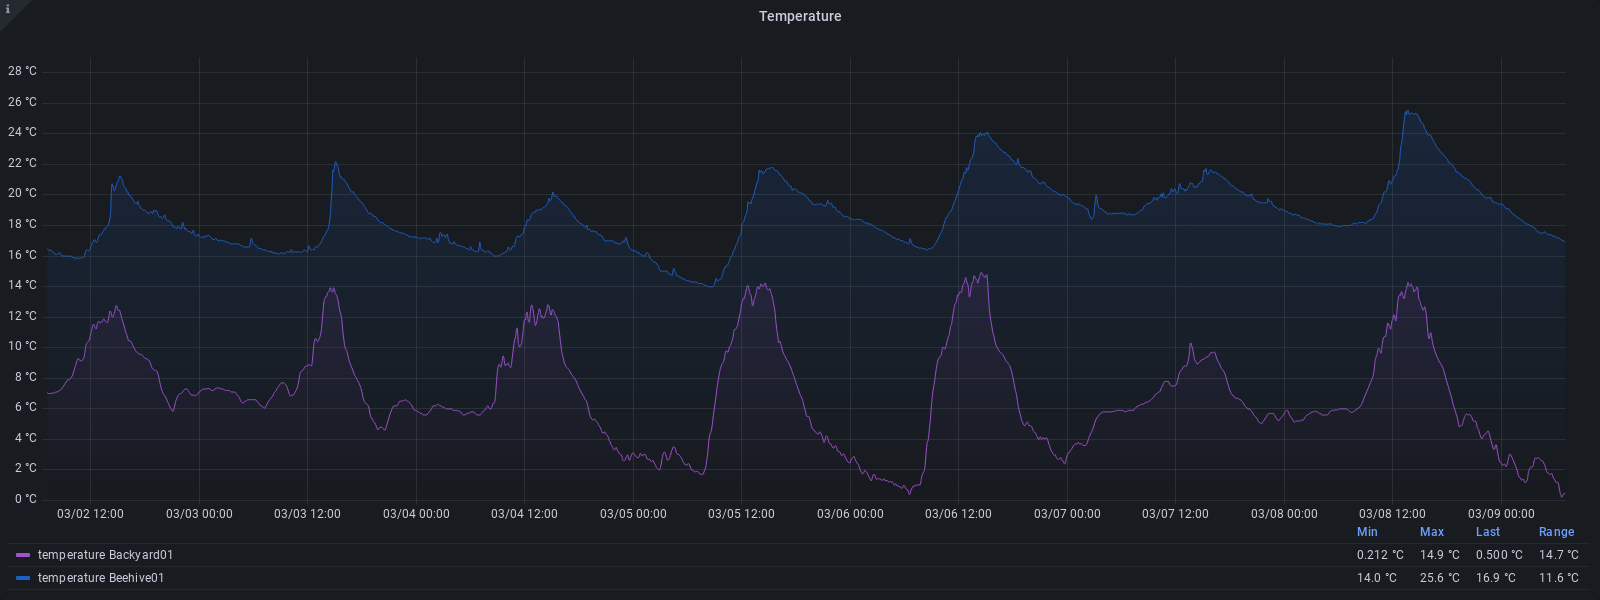 i
Temperature
28 °C
26 °C
24 °C
22 °C
20 °C
18 °C
16 °C
14 °C
12 °C
10 °C
8 °C
6 °C
4 °C
2 °C
0 °C
03/02 12:00 03/03 00:00 03/03 12:00 03/04 00:00 03/04 12:00 03/05 00:00 03/05 12:00 03/06 00:00 03/06 12:00 03/07 00:00 03/07 12:00 03/08 00:00 03/08 12:00 03/09 00:00
Min Max Last Range
temperature Backyard01 0.212 °C 14.9 °C 0.500 °C 14.7 °C
temperature Beehive01 14.0 °C 25.6 °C 16.9 °C 11.6 °C